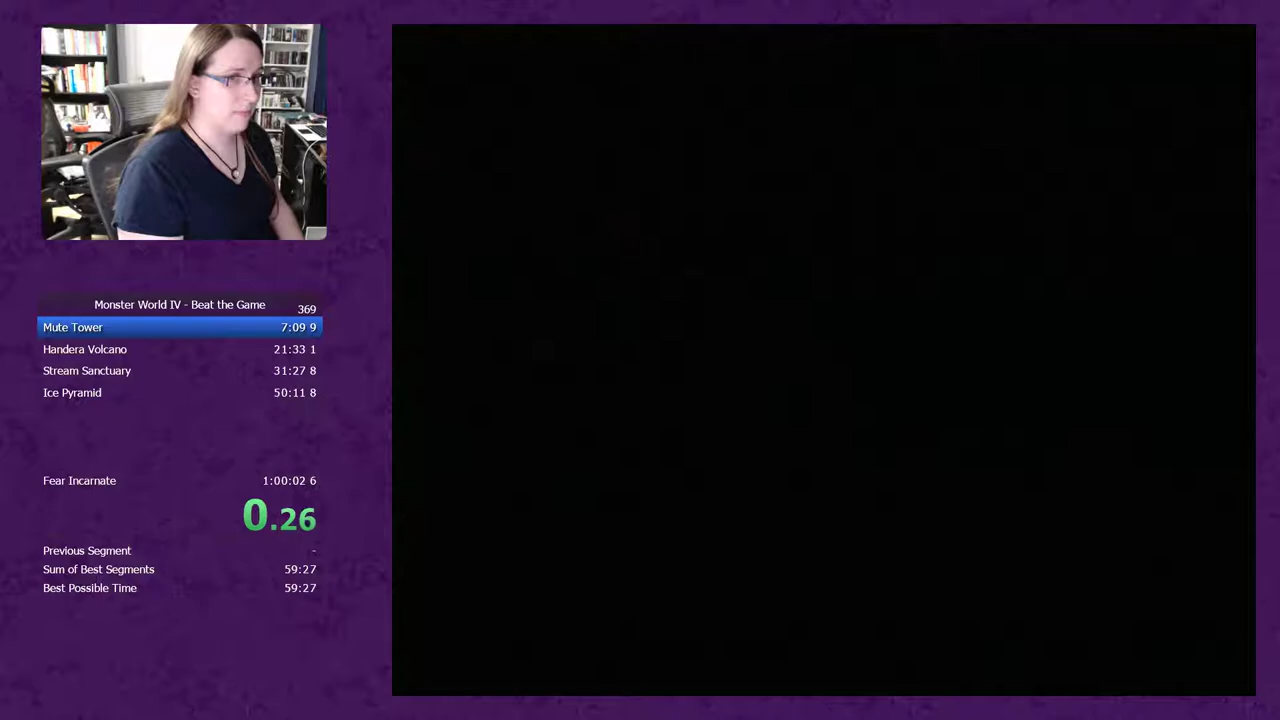 Monster World IV - Beat the Game
369
Mute Tower 7:09 9
Handera Volcano 21:33 1
Stream Sanctuary 31:27 8
Ice Pyramid 50:11 8
Fear Incarnate 1:00:02 6
0.26
Previous Segment -
Sum of Best Segments 59:27
Best Possible Time 59:27